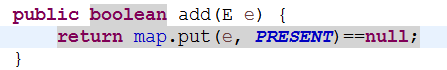 public boolean add(E e) {
return map.put(e, PRESENT)==null;
}